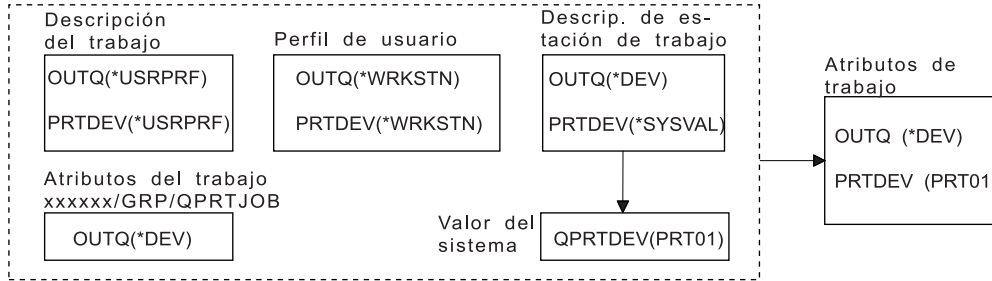 Descripción
del trabajo
OUTQ(*USRPRF)
PRTDEV(*USRPRF)
Perfil de usuario
OUTQ(*WRKSTN)
PRTDEV(*WRKSTN)
Descrip. de es-
tación de trabajo
OUTQ(*DEV)
PRTDEV(*SYSVAL)
Atributos del trabajo
xxxxxx/GRP/QPRTJOB
OUTQ(*DEV)
Valor del
sistema
QPRTDEV(PRT01)
Atributos de
trabajo
OUTQ (*DEV)
PRTDEV (PRT01